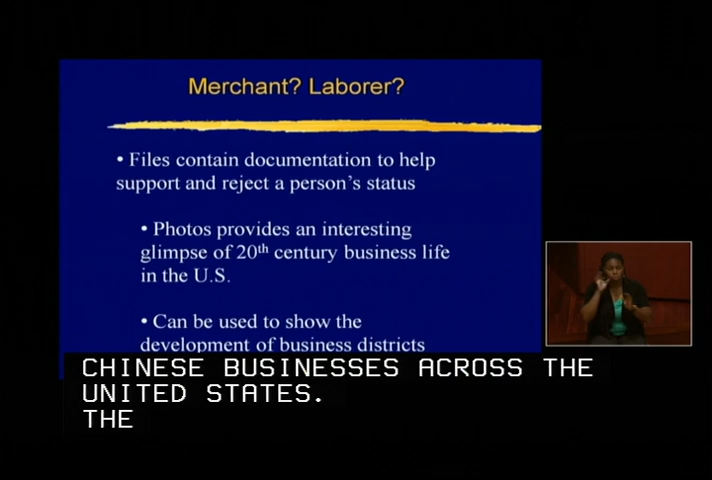 Merchant? Laborer?
• Files contain documentation to help
support and reject a person's status
• Photos provides an interesting
glimpse of 20th century business life
in the U.S.
• Can be used to show the
development of business districts
CHINESE BUSINESSES ACROSS THE
UNITED STATES.
THE